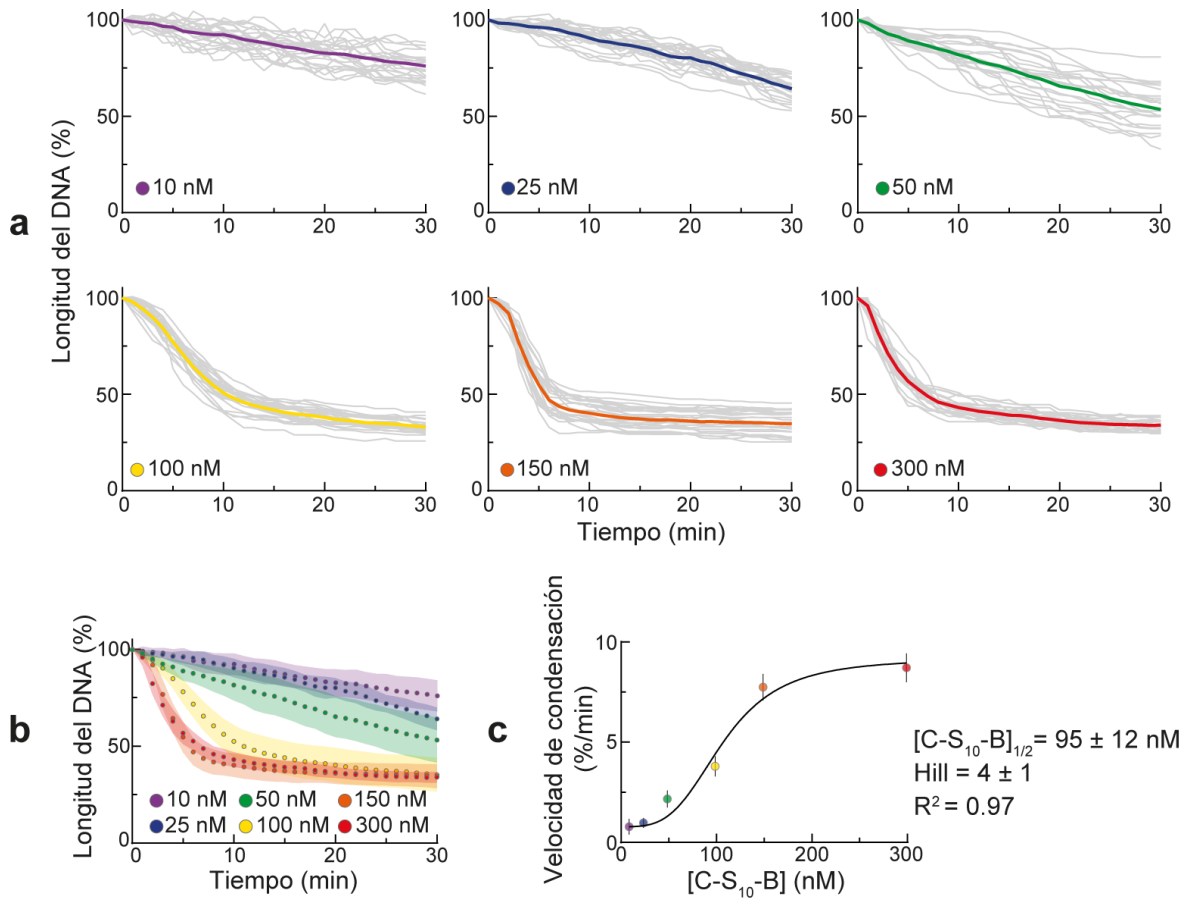 a
Longitud del DNA (%)
100
50
0
10 nM
0 10 20 30
100
50
0
25 nM
0 10 20 30
100
50
0
50 nM
0 10 20 30
100
50
0
100 nM
0 10 20 30
100
50
0
150 nM
0 10 20 30
100
50
0
300 nM
0 10 20 30
Tiempo (min)
b
Longitud del DNA (%)
100
50
0
10 nM 50 nM 150 nM
25 nM 100 nM 300 nM
0 10 20 30
Tiempo (min)
c
Velocidad de condensación
(%/min)
10
5
0
0 100 200 300
[C-S10-B] (nM)
[C-S10-B]1/2 = 95 ± 12 nM
Hill = 4 ± 1
R2 = 0.97